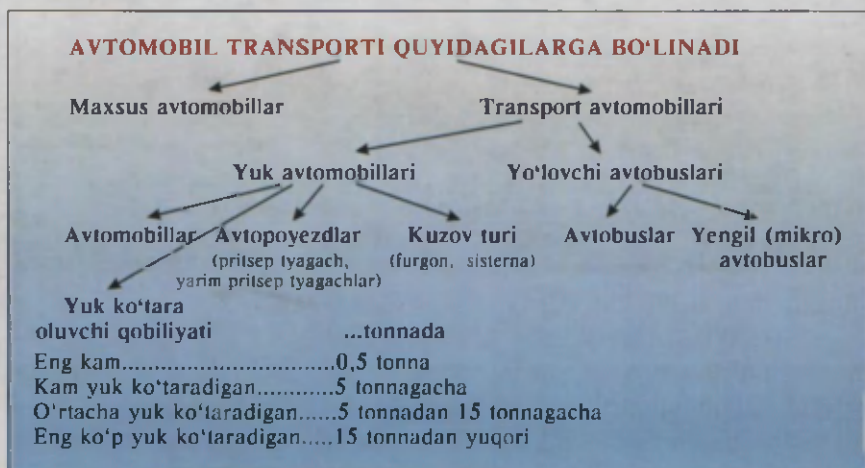 AVTOMOBIL TRANSPORTI QUYIDAGILARGA BO‘LINADI
Maxsus avtomobillar Transport avtomobillari
Yuk avtomobillari Yo‘lovchi avtobuslari
Avtomobillar Avtopoyezdlar Kuzov turi Avtobuslar Yengil (mikro)
(pritsep tyagach, (furgon, sisterna) avtobuslar
yarim pritsep tyagachlar)
Yuk ko‘tara
oluvchi qobiliyati ...tonnada
Eng kam.................................0,5 tonna
Kam yuk ko‘taradigan............5 tonnagacha
O‘rtacha yuk ko‘taradigan......5 tonnadan 15 tonnagacha
Eng ko‘p yuk ko‘taradigan.....15 tonnadan yuqori